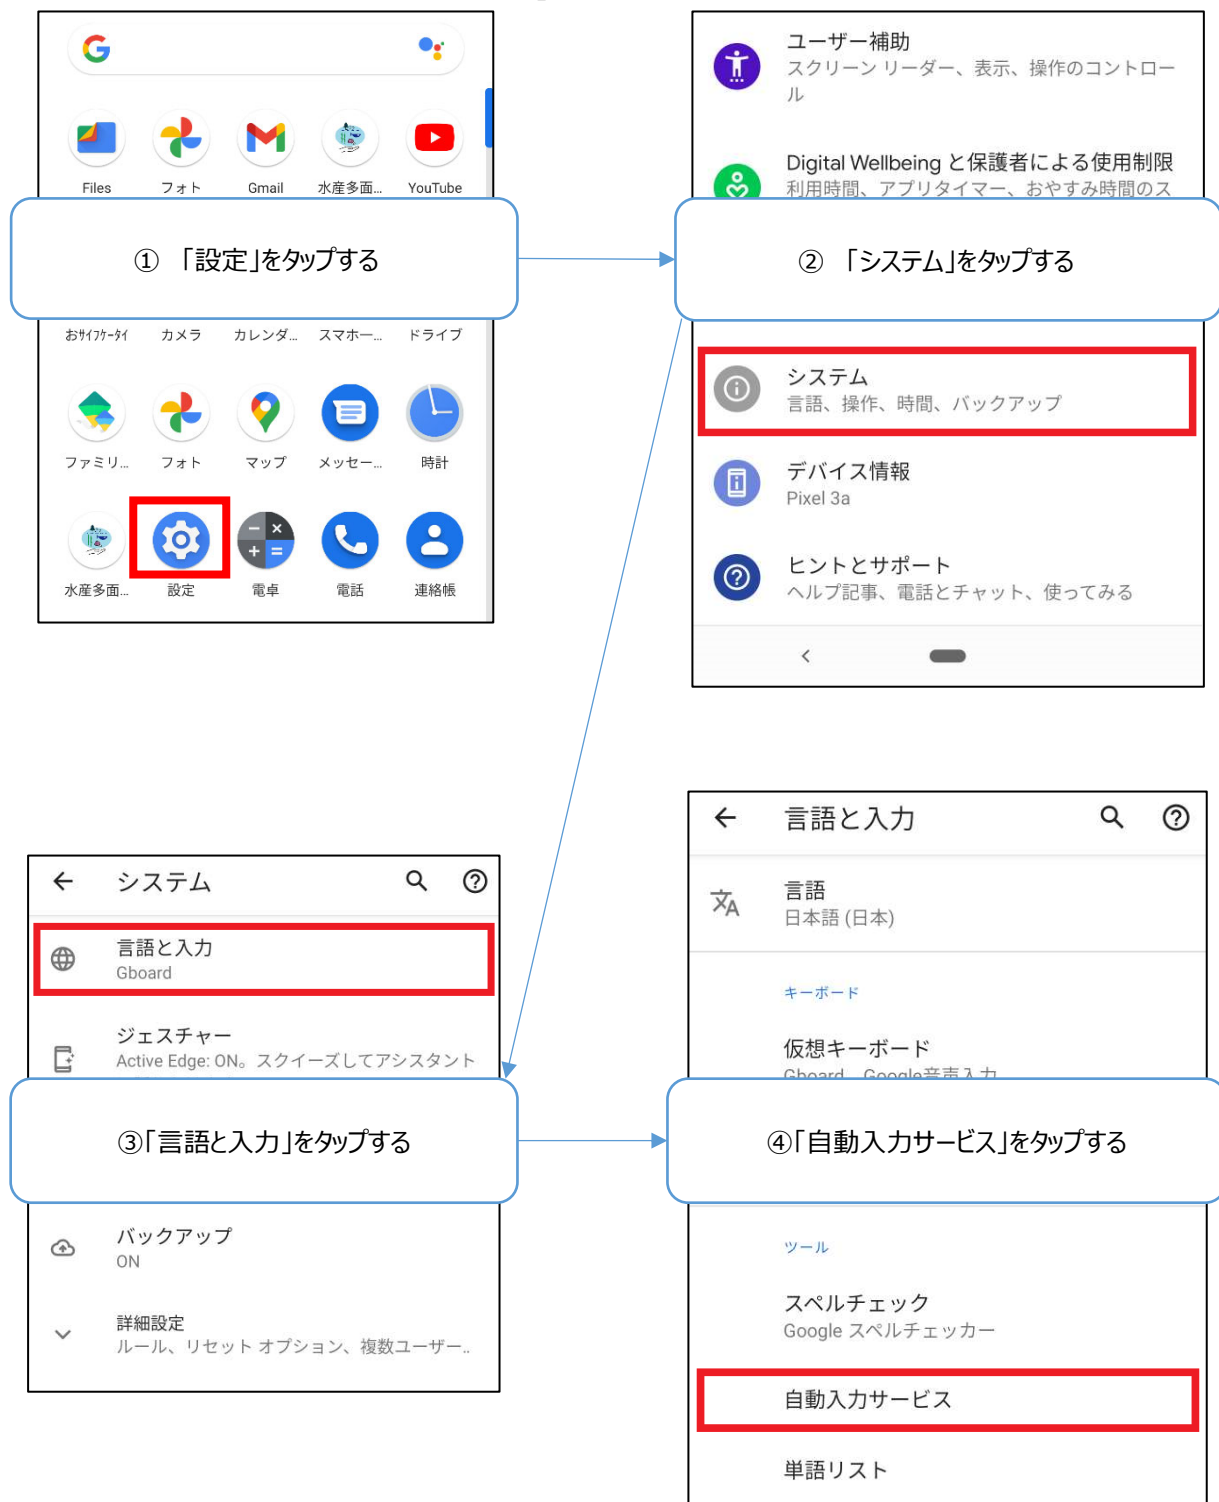 Files フォト Gmail 水産多面... YouTube
① 「設定」をタップする
おサイフケータイ カメラ カレンダ... スマホー... ドライブ
ファミリ... フォト マップ メッセー... 時計
水産多面... 設定 電卓 電話 連絡帳
ユーザー補助
スクリーン リーダー、表示、操作のコントロー
ル
Digital Wellbeing と保護者による使用制限
利用時間、アプリタイマー、おやすみ時間のス
② 「システム」をタップする
システム
言語、操作、時間、バックアップ
デバイス情報
Pixel 3a
ヒントとサポート
ヘルプ記事、電話とチャット、使ってみる
システム
言語と入力
Gboard
ジェスチャー
Active Edge: ON。スクイーズしてアシスタント
③「言語と入力」をタップする
バックアップ
ON
詳細設定
ルール、リセット オプション、複数ユーザー..
言語と入力
言語
日本語 (日本)
キーボード
仮想キーボード
Gboard、Google音声入力
④「自動入力サービス」をタップする
ツール
スペルチェック
Google スペルチェッカー
自動入力サービス
単語リスト